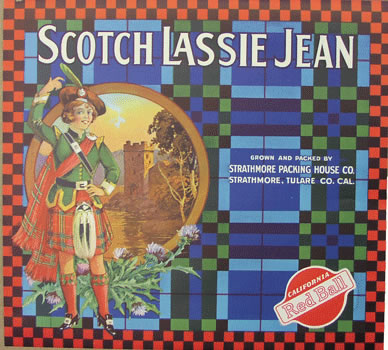 SCOTCH LASSIE JEAN
GROWN AND PACKED BY
STRATHMORE PACKING HOUSE CO.
STRATHMORE, TULARE CO. CAL.
CALIFORNIA
Red Ball